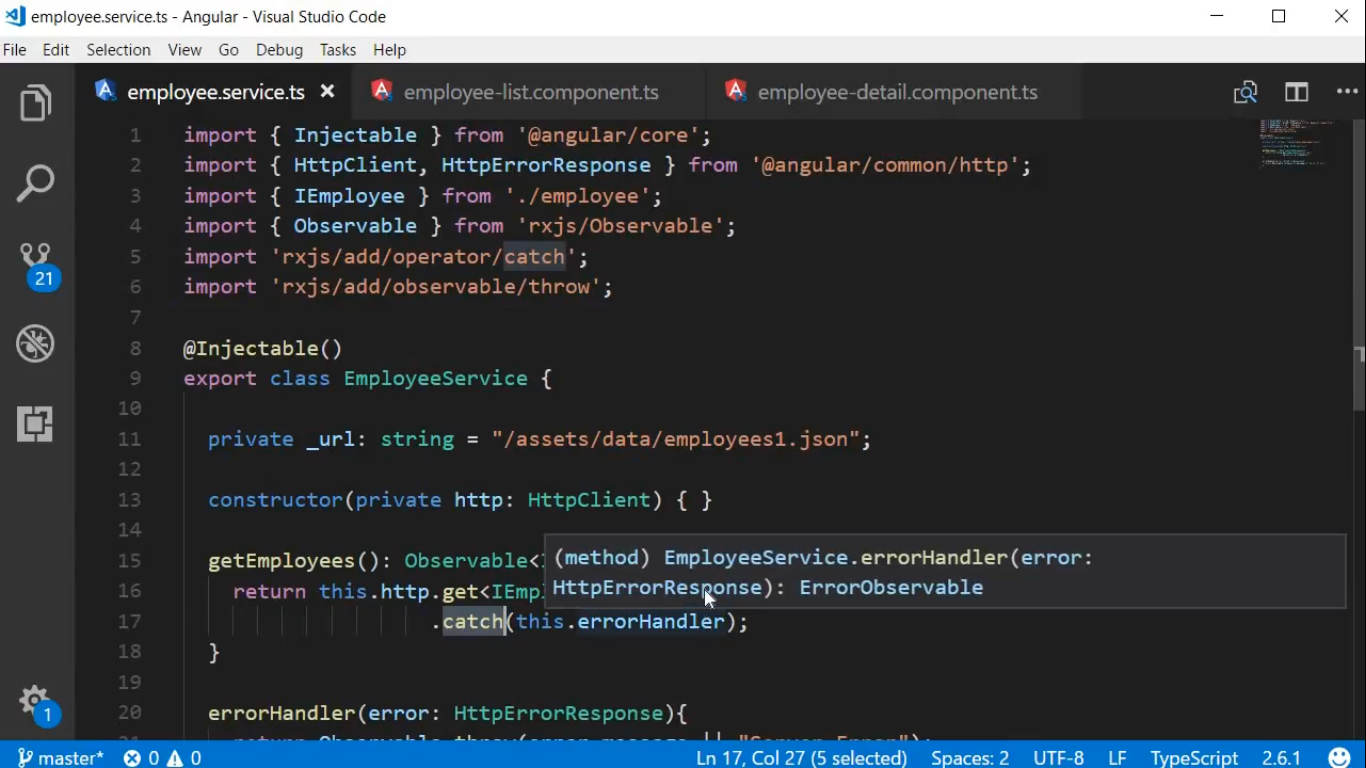 employee.service.ts - Angular - Visual Studio Code
File Edit Selection View Go Debug Tasks Help
employee.service.ts employee-list.component.ts employee-detail.component.ts
1 import { Injectable } from '@angular/core';
2 import { HttpClient, HttpErrorResponse } from '@angular/common/http';
3 import { IEmployee } from './employee';
4 import { Observable } from 'rxjs/Observable';
5 import 'rxjs/add/operator/catch';
6 import 'rxjs/add/observable/throw';
7
8 @Injectable()
9 export class EmployeeService {
10
11 private _url: string = "/assets/data/employees1.json";
12
13 constructor(private http: HttpClient) { }
14
15 getEmployees(): Observable<
(method) EmployeeService.errorHandler(error:
HttpErrorResponse): ErrorObservable
16 return this.http.get<IEmpl
17 .catch(this.errorHandler);
18 }
19
20 errorHandler(error: HttpErrorResponse){
21
1
master* 0 0 Ln 17, Col 27 (5 selected) Spaces: 2 UTF-8 LF TypeScript 2.6.1